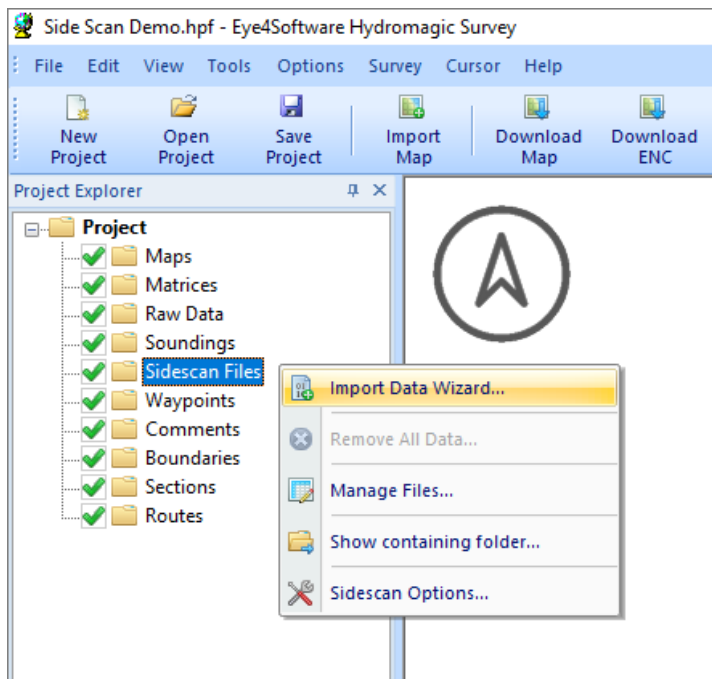 Side Scan Demo.hpf - Eye4Software Hydromagic Survey
File Edit View Tools Options Survey Cursor Help
New Project
Open Project
Save Project
Import Map
Download Map
Download ENC
Project Explorer
Project
Maps
Matrices
Raw Data
Soundings
Sidescan Files
Waypoints
Comments
Boundaries
Sections
Routes
Import Data Wizard...
Remove All Data...
Manage Files...
Show containing folder...
Sidescan Options...